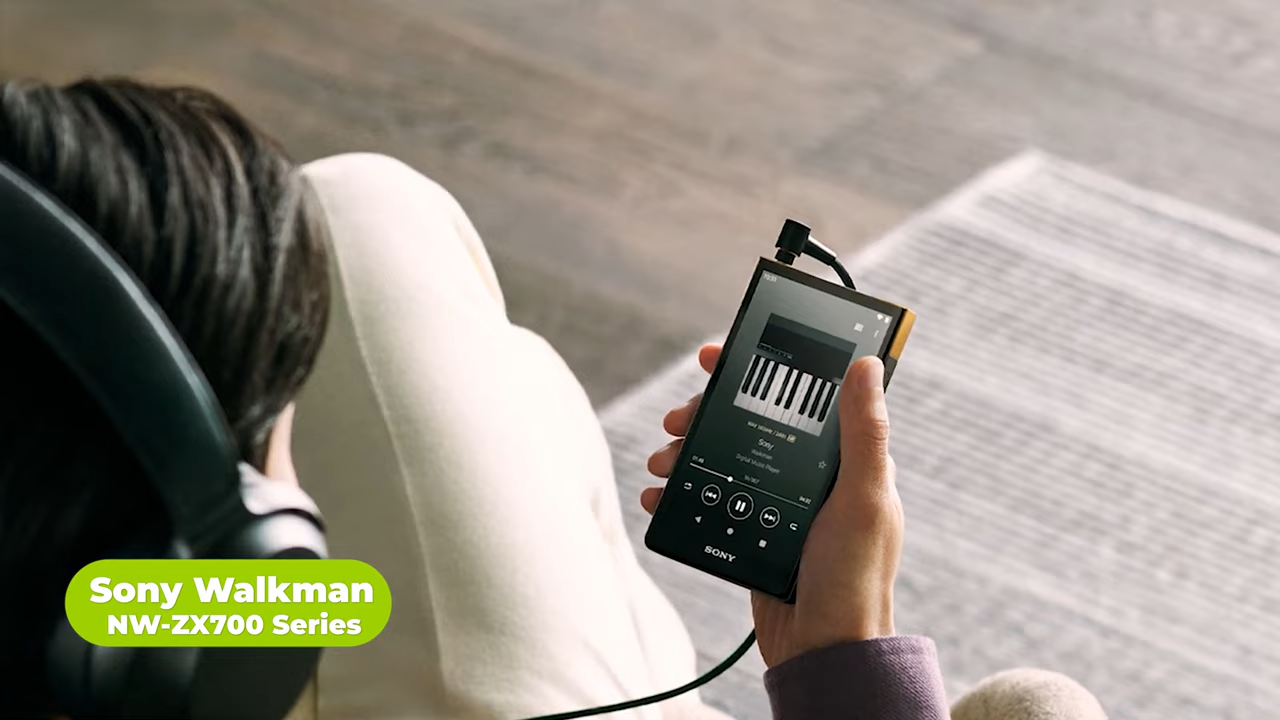 Sony
Walkman
Digital Music Player
SONY
Sony Walkman
NW-ZX700 Series